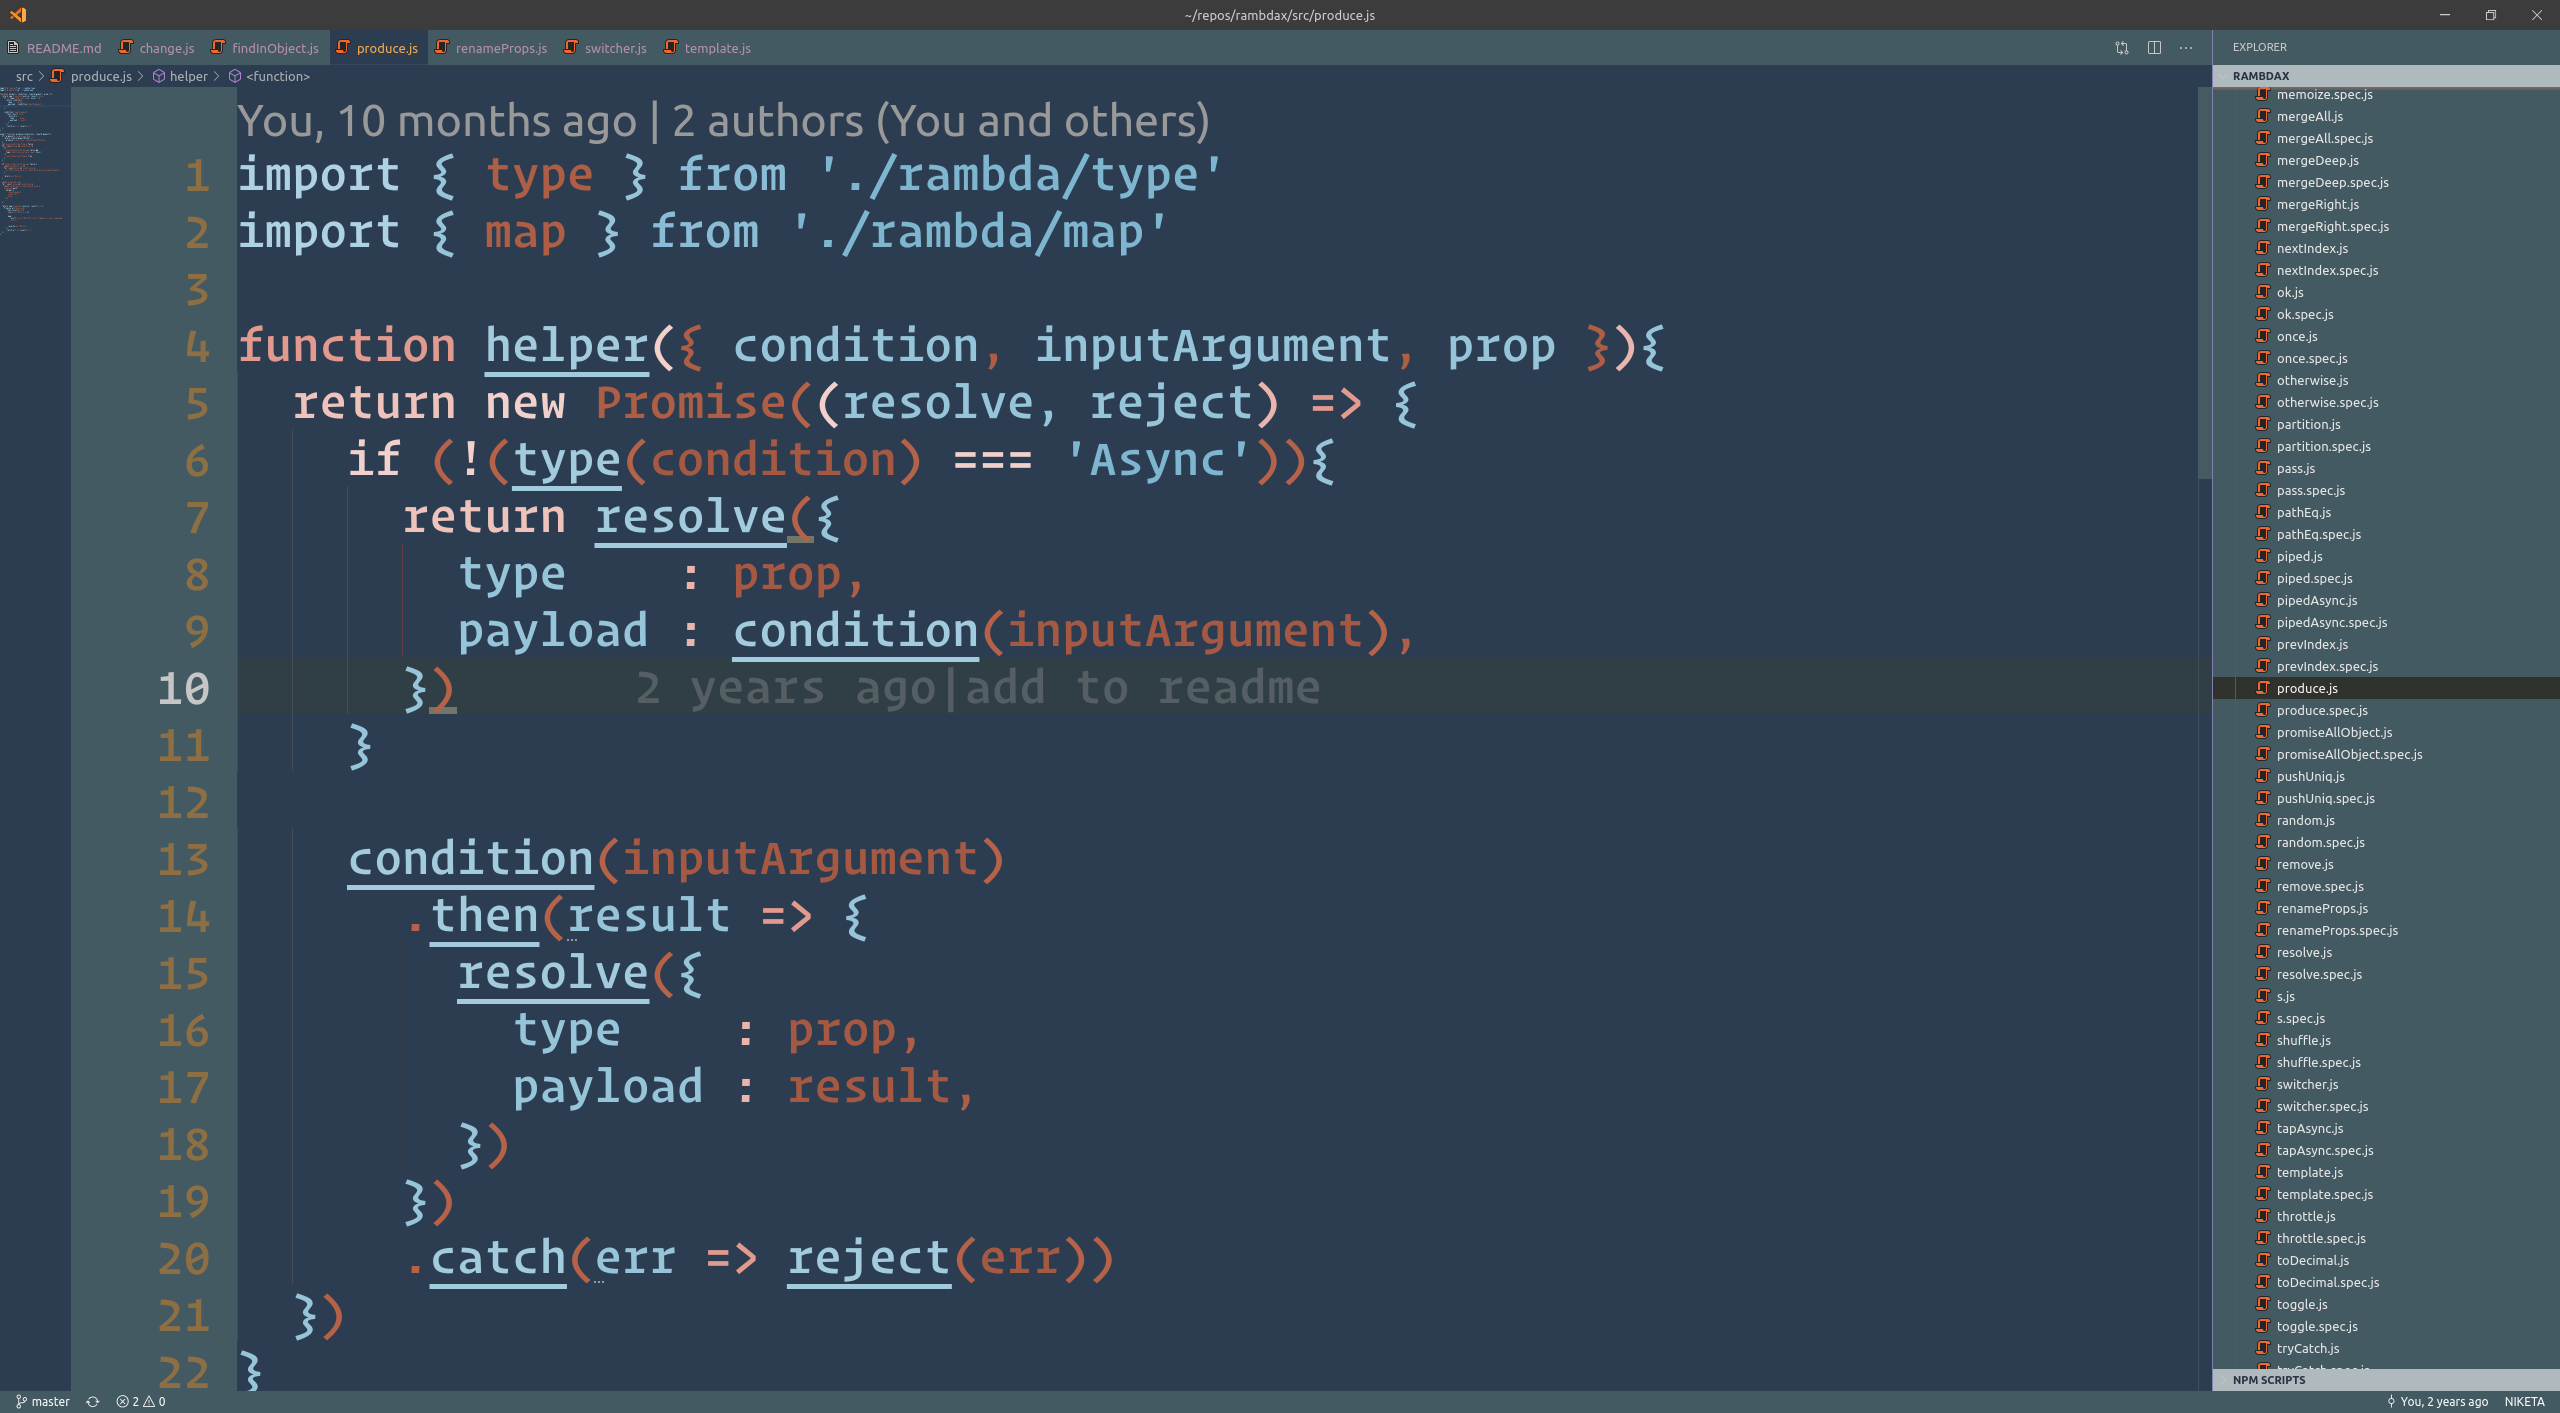 ~/repos/rambdax/src/produce.js
README.md change.js findInObject.js produce.js renameProps.js switcher.js template.js
src > produce.js > helper > <function>
You, 10 months ago | 2 authors (You and others)
1 import { type } from './rambda/type'
2 import { map } from './rambda/map'
3
4 function helper({ condition, inputArgument, prop }){
5 return new Promise((resolve, reject) => {
6 if (!(type(condition) === 'Async')){
7 return resolve({
8 type : prop,
9 payload : condition(inputArgument),
10 }) 2 years ago|add to readme
11 }
12
13 condition(inputArgument)
14 .then(result => {
15 resolve({
16 type : prop,
17 payload : result,
18 })
19 })
20 .catch(err => reject(err))
21 })
22 }
EXPLORER
RAMBDAX
memoize.spec.js
mergeAll.js
mergeAll.spec.js
mergeDeep.js
mergeDeep.spec.js
mergeRight.js
mergeRight.spec.js
nextIndex.js
nextIndex.spec.js
ok.js
ok.spec.js
once.js
once.spec.js
otherwise.js
otherwise.spec.js
partition.js
partition.spec.js
pass.js
pass.spec.js
pathEq.js
pathEq.spec.js
piped.js
piped.spec.js
pipedAsync.js
pipedAsync.spec.js
prevIndex.js
prevIndex.spec.js
produce.js
produce.spec.js
promiseAllObject.js
promiseAllObject.spec.js
pushUniq.js
pushUniq.spec.js
random.js
random.spec.js
remove.js
remove.spec.js
renameProps.js
renameProps.spec.js
resolve.js
resolve.spec.js
s.js
s.spec.js
shuffle.js
shuffle.spec.js
switcher.js
switcher.spec.js
tapAsync.js
tapAsync.spec.js
template.js
template.spec.js
throttle.js
throttle.spec.js
toDecimal.js
toDecimal.spec.js
toggle.js
toggle.spec.js
tryCatch.js
NPM SCRIPTS
master 2 0 You, 2 years ago NIKETA